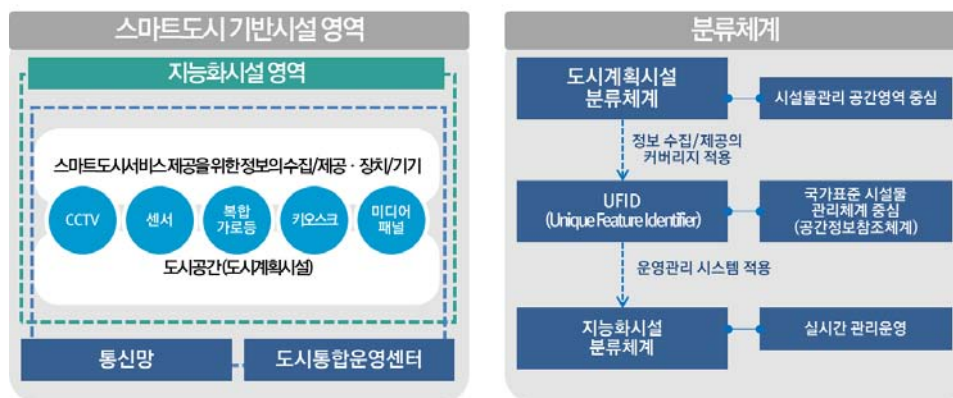 스마트도시 기반시설 영역
지능화시설 영역
스마트도시서비스 제공을 위한 정보의 수집/제공 · 장치/기기
CCTV
센서
복합
가로등
키오스크
미디어
패널
도시공간(도시계획시설)
통신망
도시통합운영센터
분류체계
도시계획시설
분류체계
시설물관리 공간영역 중심
정보 수집/제공의
커버리지 적용
UFID
(Unique Feature Identifier)
국가표준 시설물
관리체계 중심
(공간정보참조체계)
운영관리 시스템 적용
지능화시설
분류체계
실시간 관리운영